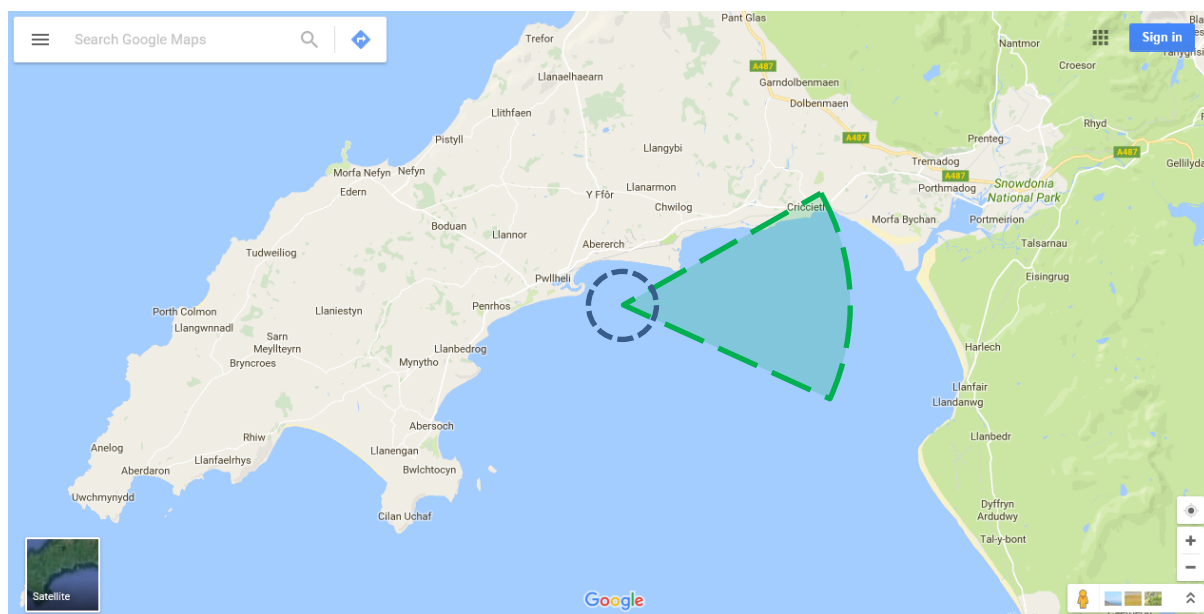 Search Google Maps
Sign in
Pant Glas
Trefor
Nantmor
Croesor
A487
Llanaelhaearn
Garndolbenmaen
Dolbenmaen
Llithfaen
Rhyd
Pistyll
A487
Prenteg
Llangybi
A487
Tremadog
Gellilyda
Morfa Nefyn
Nefyn
A487
Porthmadog
Snowdonia
National Park
Edern
Y Ffôr
Llanarmon
Chwilog
Criccieth
Morfa Bychan
Portmeirion
Boduan
Llannor
Abererch
Talsarnau
Tudweiliog
Pwllheli
Eisingrug
Penrhos
Porth Colmon
Llaniestyn
Llangwnnadl
Sarn
Meyllteyrn
Llanbedrog
Harlech
Bryncroes
Mynytho
Llanfair
Llandanwg
Abersoch
Rhiw
Llanbedr
Anelog
Llanengan
Llanfaelrhys
Aberdaron
Bwlchtocyn
Uwchmynydd
Dyffryn
Ardudwy
Cilan Uchaf
Tal-y-bont
Satellite
Google